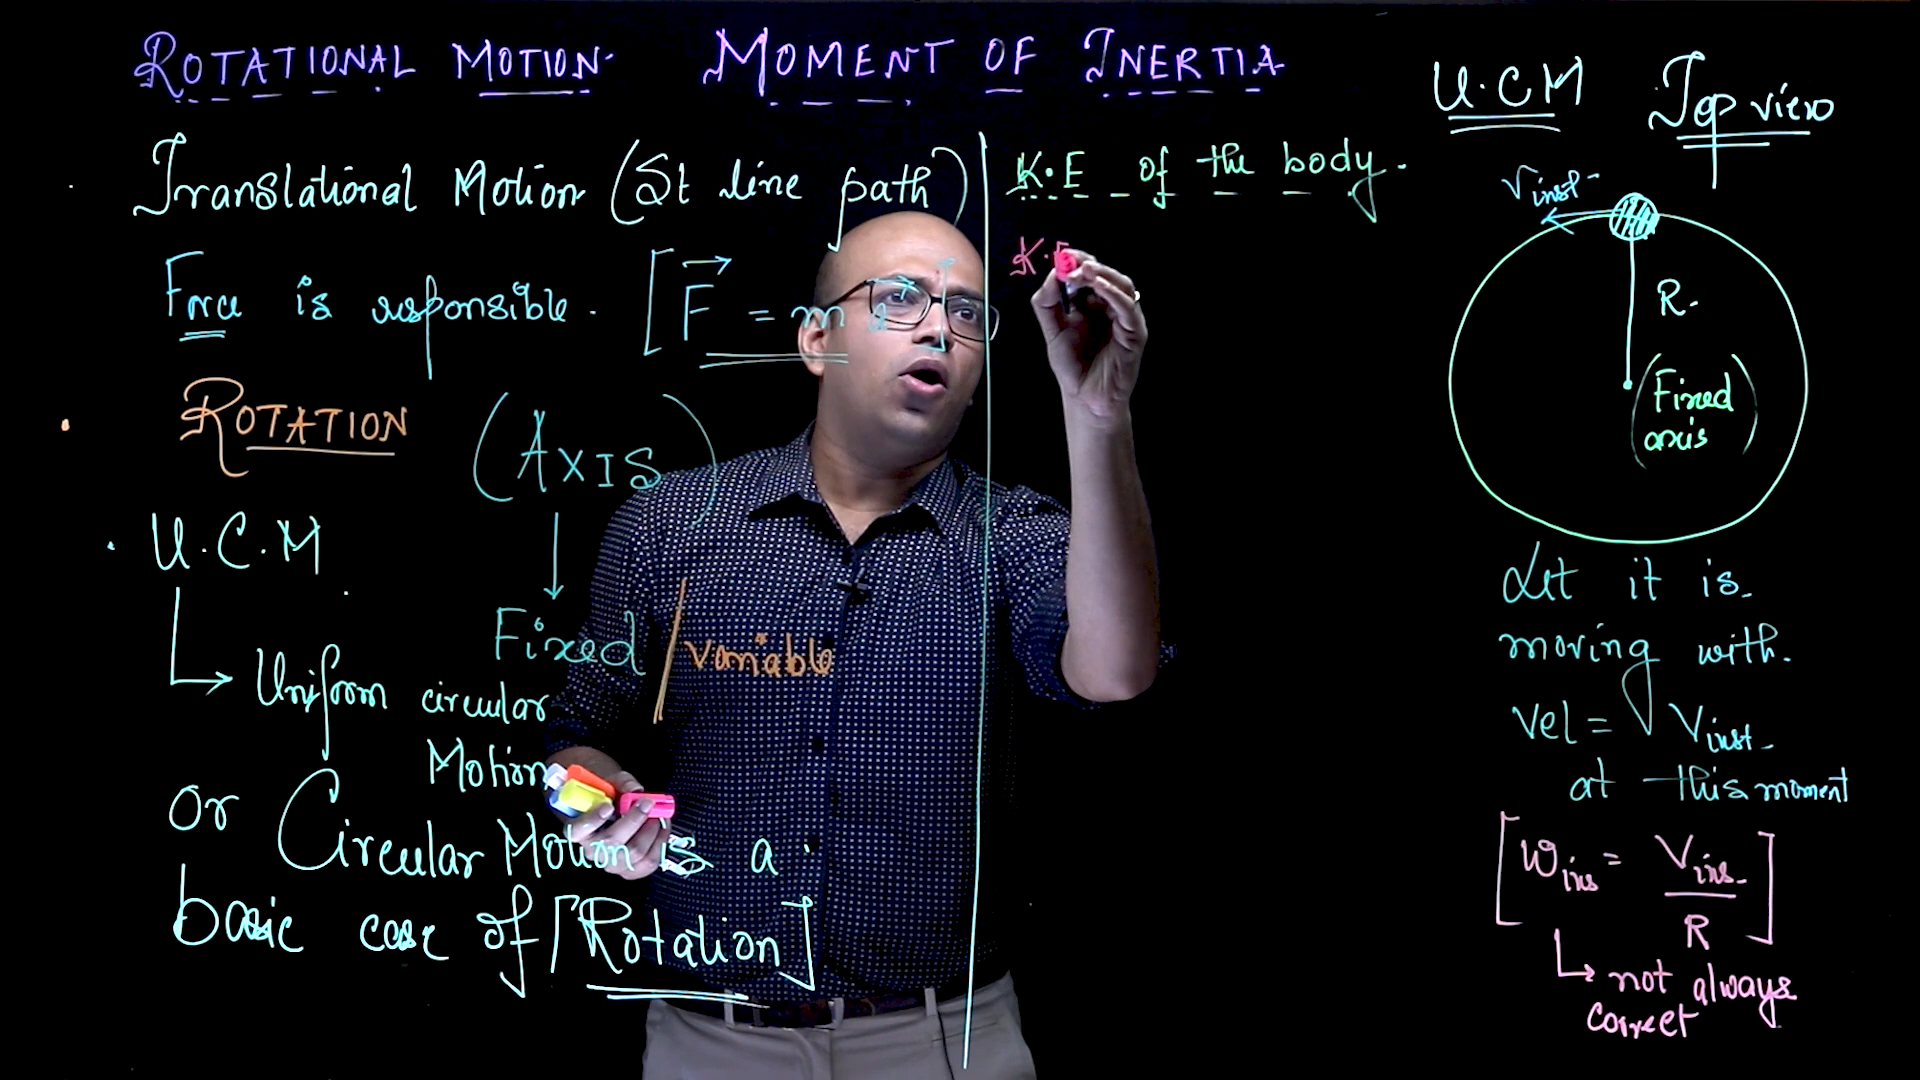 ROTATIONAL MOTION. MOMENT OF INERTIA
Translational Motion (St line path)
Force is responsible. [F = m a]
ROTATION (AXIS)
Fixed / variable
U.C.M
Uniform circular
Motion
or Circular Motion is a
basic case of [Rotation]
K.E of the body.
K.E
U.C.M Top view
Vinst
R
(Fixed
axis)
Let it is
moving with.
vel = Vinst
at this moment
[ωins = Vins / R]
not always
correct